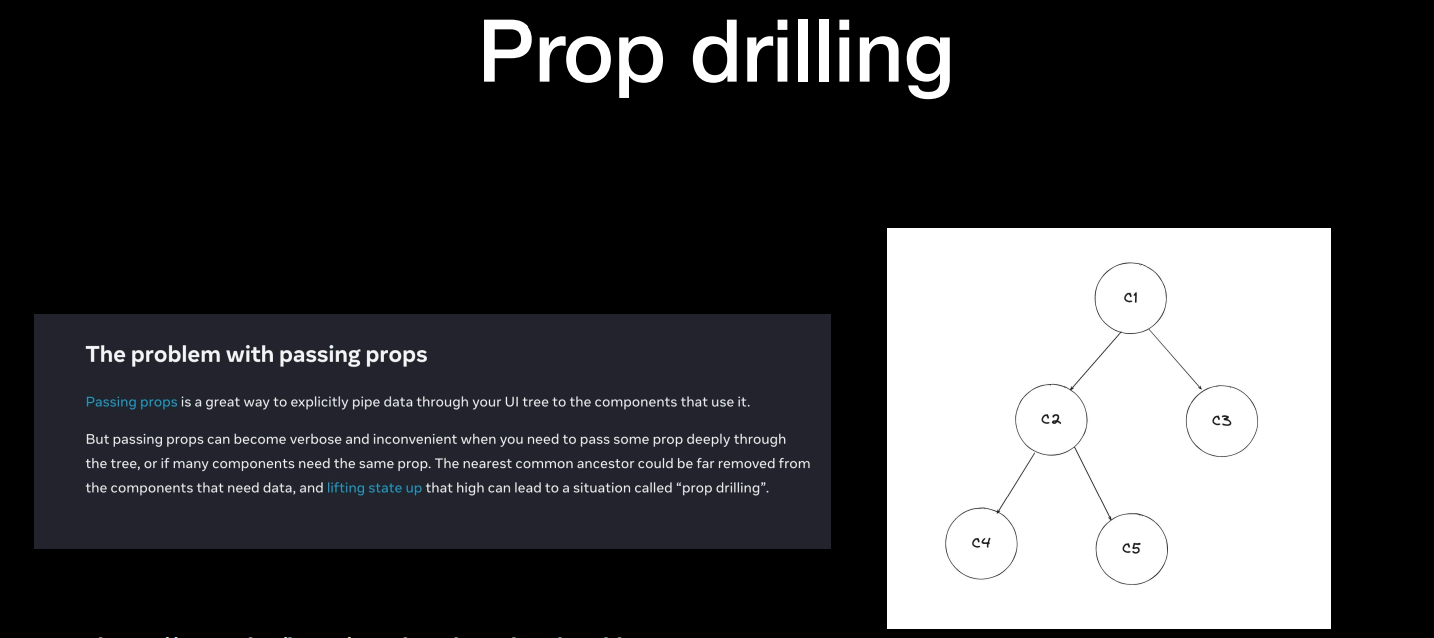 Prop drilling
The problem with passing props
Passing props is a great way to explicitly pipe data through your UI tree to the components that use it.
But passing props can become verbose and inconvenient when you need to pass some prop deeply through
the tree, or if many components need the same prop. The nearest common ancestor could be far removed from
the components that need data, and lifting state up that high can lead to a situation called “prop drilling”.
C1
C2
C3
C4
C5